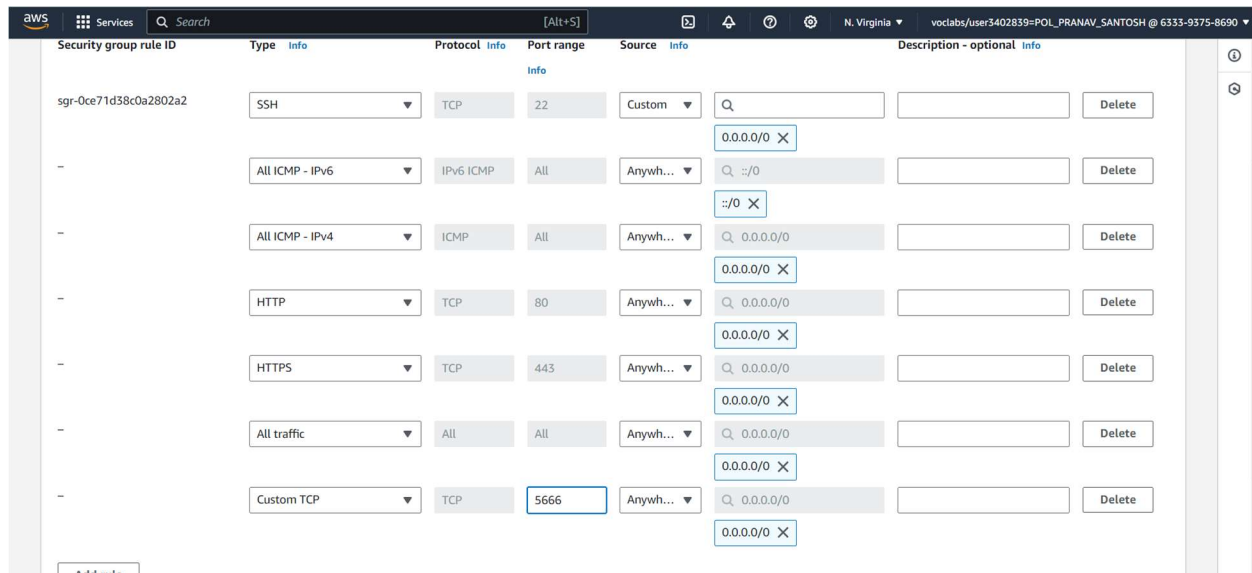 aws Services Search [Alt+S] N. Virginia voclabs/user3402839=POL_PRANAV_SANTOSH @ 6333-9375-8690
Security group rule ID Type Info Protocol Info Port range Source Info Description - optional Info
Info
sgr-0ce71d38c0a2802a2 SSH TCP 22 Custom Delete
0.0.0.0/0
– All ICMP - IPv6 IPv6 ICMP All Anywh... ::/0 Delete
::/0
– All ICMP - IPv4 ICMP All Anywh... 0.0.0.0/0 Delete
0.0.0.0/0
– HTTP TCP 80 Anywh... 0.0.0.0/0 Delete
0.0.0.0/0
– HTTPS TCP 443 Anywh... 0.0.0.0/0 Delete
0.0.0.0/0
– All traffic All All Anywh... 0.0.0.0/0 Delete
0.0.0.0/0
– Custom TCP TCP 5666 Anywh... 0.0.0.0/0 Delete
0.0.0.0/0
Add rule